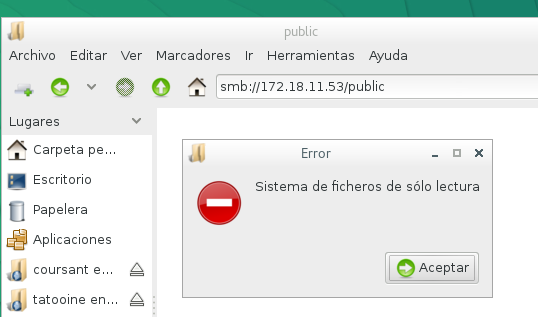 public
Archivo Editar Ver Marcadores Ir Herramientas Ayuda
smb://172.18.11.53/public
Lugares
Carpeta pe...
Escritorio
Papelera
Aplicaciones
coursant e...
tatooine en...
Error
Sistema de ficheros de sólo lectura
Aceptar